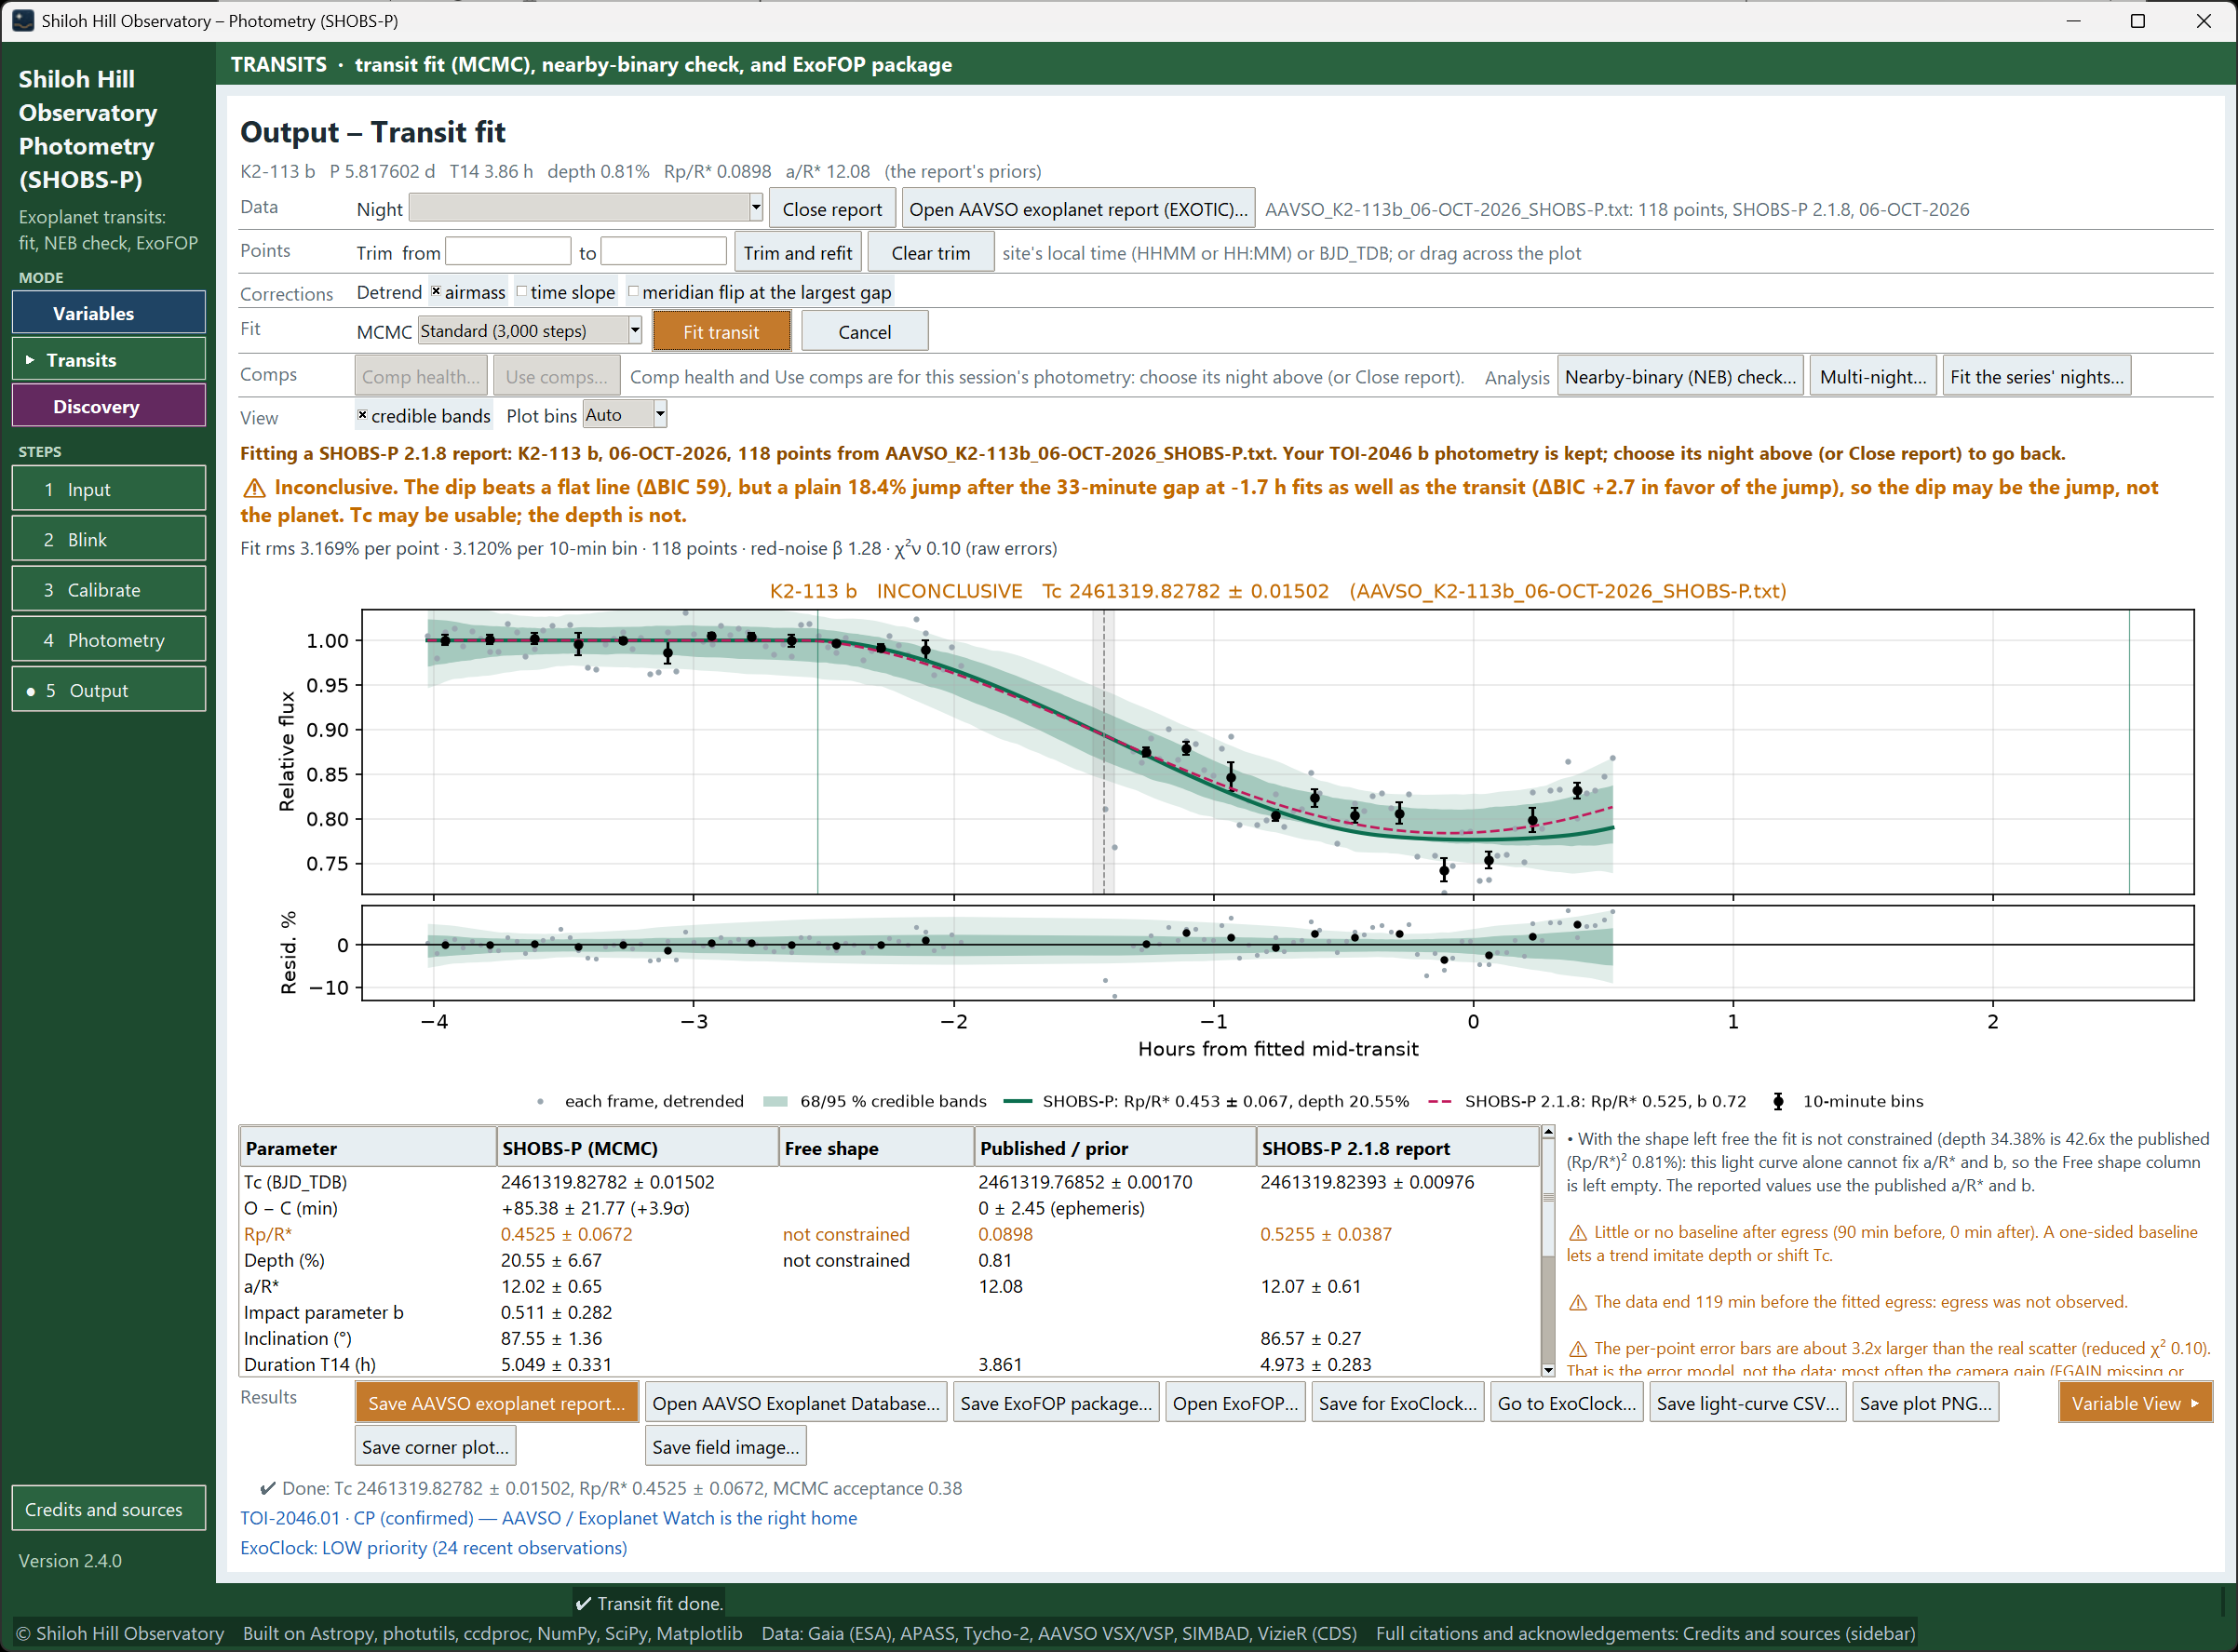 Shiloh Hill Observatory – Photometry (SHOBS-P)
Shiloh Hill
Observatory
Photometry
(SHOBS-P)
Exoplanet transits:
fit, NEB check, ExoFOP
MODE
Variables
Transits
Discovery
STEPS
1 Input
2 Blink
3 Calibrate
4 Photometry
5 Output
Credits and sources
Version 2.4.0
TRANSITS · transit fit (MCMC), nearby-binary check, and ExoFOP package
Output – Transit fit
K2-113 b P 5.817602 d T14 3.86 h depth 0.81% Rp/R* 0.0898 a/R* 12.08 (the report's priors)
Data Night Close report Open AAVSO exoplanet report (EXOTIC)... AAVSO_K2-113b_06-OCT-2026_SHOBS-P.txt: 118 points, SHOBS-P 2.1.8, 06-OCT-2026
Points Trim from to Trim and refit Clear trim site's local time (HHMM or HH:MM) or BJD_TDB; or drag across the plot
Corrections Detrend airmass time slope meridian flip at the largest gap
Fit MCMC Standard (3,000 steps) Fit transit Cancel
Comps Comp health... Use comps... Comp health and Use comps are for this session's photometry: choose its night above (or Close report). Analysis Nearby-binary (NEB) check... Multi-night... Fit the series' nights...
View credible bands Plot bins Auto
Fitting a SHOBS-P 2.1.8 report: K2-113 b, 06-OCT-2026, 118 points from AAVSO_K2-113b_06-OCT-2026_SHOBS-P.txt. Your TOI-2046 b photometry is kept; choose its night above (or Close report) to go back.
⚠ Inconclusive. The dip beats a flat line (ΔBIC 59), but a plain 18.4% jump after the 33-minute gap at -1.7 h fits as well as the transit (ΔBIC +2.7 in favor of the jump), so the dip may be the jump, not
the planet. Tc may be usable; the depth is not.
Fit rms 3.169% per point · 3.120% per 10-min bin · 118 points · red-noise β 1.28 · χ²ν 0.10 (raw errors)
K2-113 b INCONCLUSIVE Tc 2461319.82782 ± 0.01502 (AAVSO_K2-113b_06-OCT-2026_SHOBS-P.txt)
Relative flux
1.00
0.95
0.90
0.85
0.80
0.75
Resid. %
0
−10
−4 −3 −2 −1 0 1 2
Hours from fitted mid-transit
each frame, detrended 68/95 % credible bands SHOBS-P: Rp/R* 0.453 ± 0.067, depth 20.55% SHOBS-P 2.1.8: Rp/R* 0.525, b 0.72 10-minute bins
Parameter SHOBS-P (MCMC) Free shape Published / prior SHOBS-P 2.1.8 report
Tc (BJD_TDB) 2461319.82782 ± 0.01502 2461319.76852 ± 0.00170 2461319.82393 ± 0.00976
O − C (min) +85.38 ± 21.77 (+3.9σ) 0 ± 2.45 (ephemeris)
Rp/R* 0.4525 ± 0.0672 not constrained 0.0898 0.5255 ± 0.0387
Depth (%) 20.55 ± 6.67 not constrained 0.81
a/R* 12.02 ± 0.65 12.08 12.07 ± 0.61
Impact parameter b 0.511 ± 0.282
Inclination (°) 87.55 ± 1.36 86.57 ± 0.27
Duration T14 (h) 5.049 ± 0.331 3.861 4.973 ± 0.283
• With the shape left free the fit is not constrained (depth 34.38% is 42.6x the published
(Rp/R*)² 0.81%): this light curve alone cannot fix a/R* and b, so the Free shape column
is left empty. The reported values use the published a/R* and b.
⚠ Little or no baseline after egress (90 min before, 0 min after). A one-sided baseline
lets a trend imitate depth or shift Tc.
⚠ The data end 119 min before the fitted egress: egress was not observed.
⚠ The per-point error bars are about 3.2x larger than the real scatter (reduced χ² 0.10).
That is the error model, not the data: most often the camera gain (EGAIN missing or
Results Save AAVSO exoplanet report... Open AAVSO Exoplanet Database... Save ExoFOP package... Open ExoFOP... Save for ExoClock... Go to ExoClock... Save light-curve CSV... Save plot PNG... Variable View
Save corner plot... Save field image...
✔ Done: Tc 2461319.82782 ± 0.01502, Rp/R* 0.4525 ± 0.0672, MCMC acceptance 0.38
TOI-2046.01 · CP (confirmed) — AAVSO / Exoplanet Watch is the right home
ExoClock: LOW priority (24 recent observations)
✔ Transit fit done.
© Shiloh Hill Observatory Built on Astropy, photutils, ccdproc, NumPy, SciPy, Matplotlib Data: Gaia (ESA), APASS, Tycho-2, AAVSO VSX/VSP, SIMBAD, VizieR (CDS) Full citations and acknowledgements: Credits and sources (sidebar)